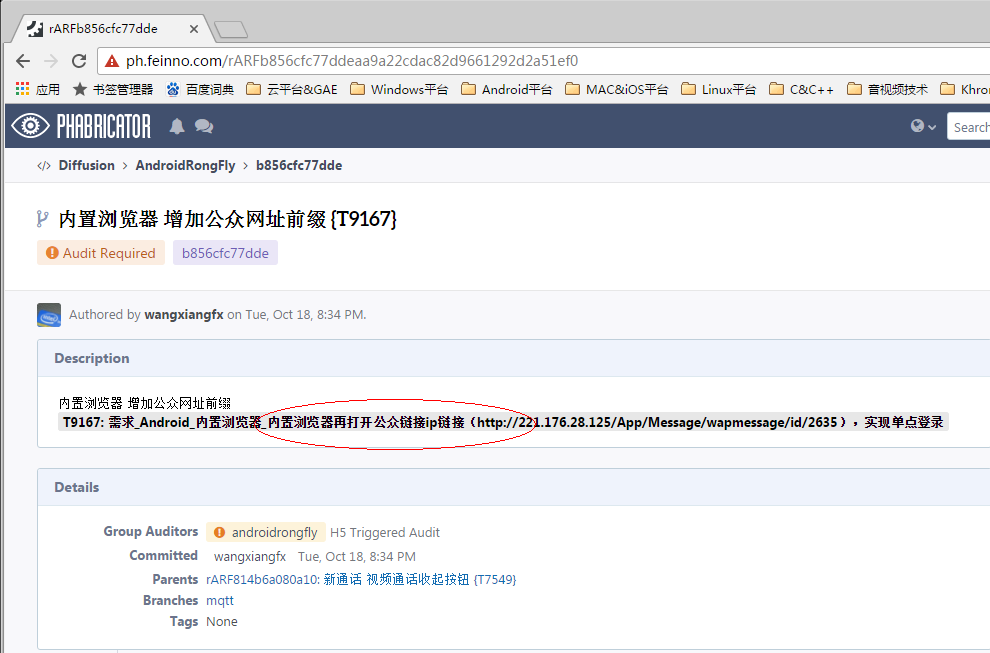 rARFb856cfc77dde
ph.feinno.com/rARFb856cfc77ddeaa9a22cdac82d9661292d2a51ef0
应用 书签管理器 百度词典 云平台&GAE Windows平台 Android平台 MAC&iOS平台 Linux平台 C&C++ 音视频技术 Khro
PHABRICATOR Search
</> Diffusion > AndroidRongFly > b856cfc77dde
内置浏览器 增加公众网址前缀 {T9167}
Audit Required b856cfc77dde
Authored by wangxiangfx on Tue, Oct 18, 8:34 PM.
Description
内置浏览器 增加公众网址前缀
T9167: 需求_Android_内置浏览器_内置浏览器再打开公众链接ip链接（http://221.176.28.125/App/Message/wapmessage/id/2635），实现单点登录
Details
Group Auditors androidrongfly H5 Triggered Audit
Committed wangxiangfx Tue, Oct 18, 8:34 PM
Parents rARF814b6a080a10: 新通话 视频通话收起按钮 {T7549}
Branches mqtt
Tags None